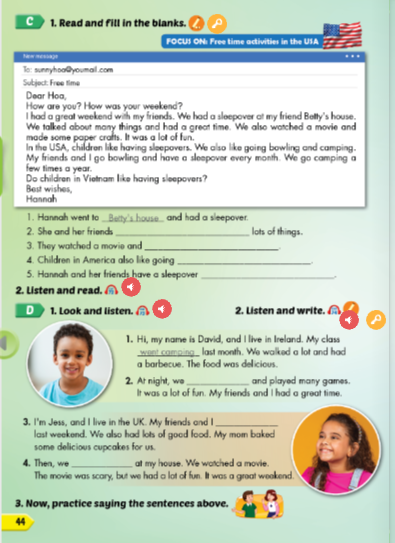 C 1. Read and fill in the blanks.
FOCUS ON: Free time activities in the USA
New message
To: sunnyhoa@youmail.com
Subject: Free time
Dear Hoa,
How are you? How was your weekend?
I had a great weekend with my friends. We had a sleepover at my friend Betty's house.
We talked about many things and had a great time. We also watched a movie and
made some paper crafts. It was a lot of fun.
In the USA, children like having sleepovers. We also like going bowling and camping.
My friends and I go bowling and have a sleepover every month. We go camping a
few times a year.
Do children in Vietnam like having sleepovers?
Best wishes,
Hannah
1. Hannah went to Betty's house and had a sleepover.
2. She and her friends ____________ lots of things.
3. They watched a movie and ____________.
4. Children in America also like going ____________.
5. Hannah and her friends have a sleepover ____________.
2. Listen and read.
D 1. Look and listen. 2. Listen and write.
1. Hi, my name is David, and I live in Ireland. My class
went camping last month. We walked a lot and had
a barbecue. The food was delicious.
2. At night, we ____________ and played many games.
It was a lot of fun. My friends and I had a great time.
3. I'm Jess, and I live in the UK. My friends and I ____________
last weekend. We also had lots of good food. My mom baked
some delicious cupcakes for us.
4. Then, we ____________ at my house. We watched a movie.
The movie was scary, but we had a lot of fun. It was a great weekend.
3. Now, practice saying the sentences above.
44